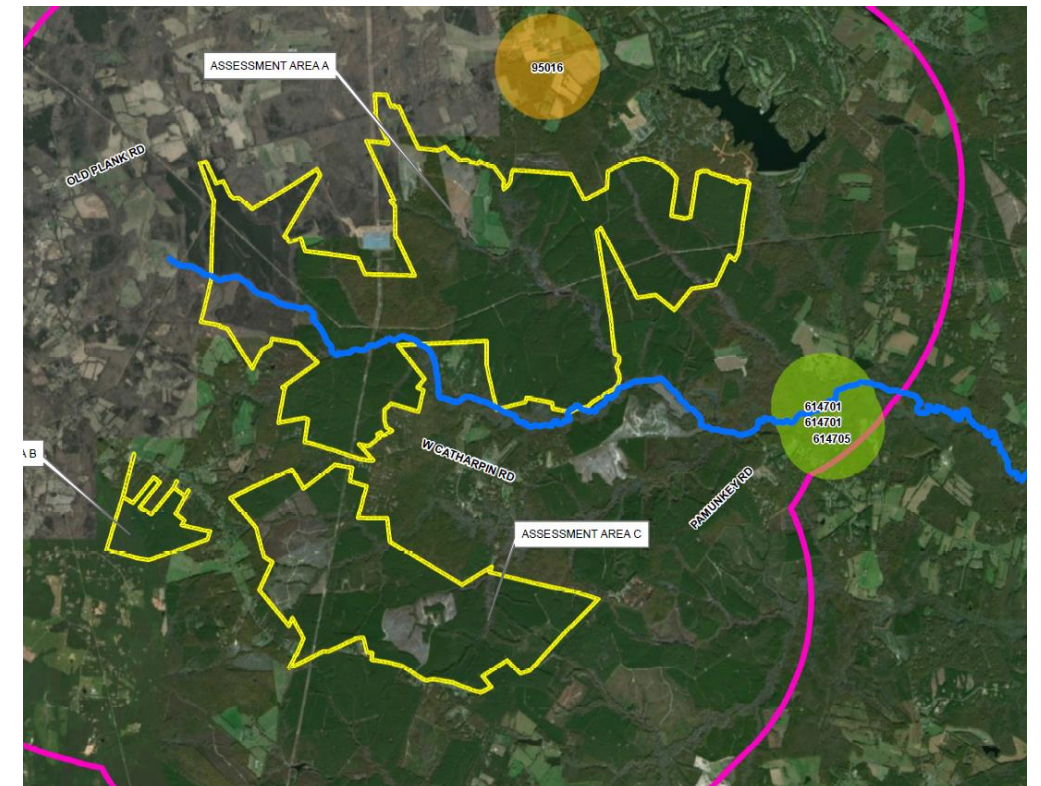 ASSESSMENT AREA A
95016
OLD PLANK RD
614701
614701
614705
W CATHARPIN RD
A B
PAMUNKEY RD
ASSESSMENT AREA C